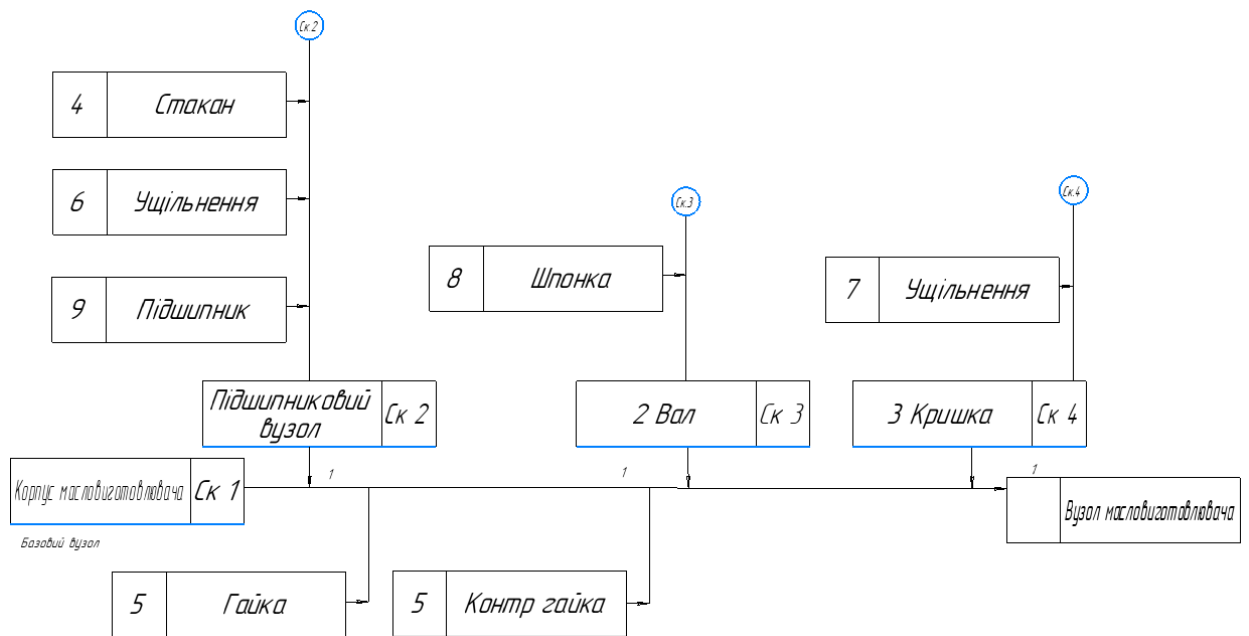 Ск.2
4 Стакан
6 Ущільнення
Ск.3
Ск.4
8 Шпонка
7 Ущільнення
9 Підшипник
Підшипниковий
вузол
Ск 2
2 Вал Ск 3
3 Кришка Ск 4
1
1
1
Корпус масловиготовлювача Ск 1
Вузол масловиготовлювача
Базовий вузол
5 Гайка
5 Контр гайка